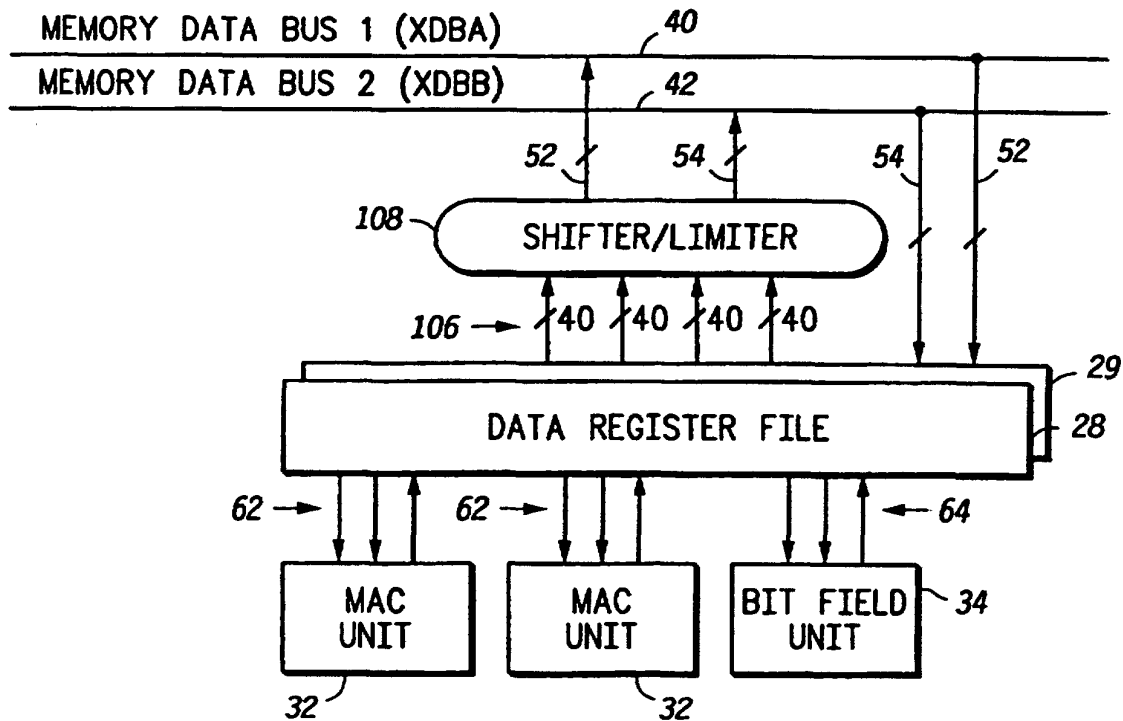 MEMORY DATA BUS 1 (XDBA)
40
MEMORY DATA BUS 2 (XDBB)
42
52
54
54
52
108
SHIFTER/LIMITER
106
40
40
40
40
29
DATA REGISTER FILE
28
62
62
64
MAC
UNIT
MAC
UNIT
BIT FIELD
UNIT
34
32
32